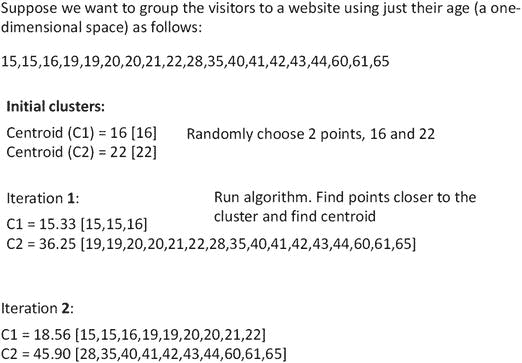 Suppose we want to group the visitors to a website using just their age (a one-
dimensional space) as follows:
15,15,16,19,19,20,20,21,22,28,35,40,41,42,43,44,60,61,65
Initial clusters:
Centroid (C1) = 16 [16]
Centroid (C2) = 22 [22]
Randomly choose 2 points, 16 and 22
Iteration 1:
C1 = 15.33 [15,15,16]
C2 = 36.25 [19,19,20,20,21,22,28,35,40,41,42,43,44,60,61,65]
Run algorithm. Find points closer to the
cluster and find centroid
Iteration 2:
C1 = 18.56 [15,15,16,19,19,20,20,21,22]
C2 = 45.90 [28,35,40,41,42,43,44,60,61,65]